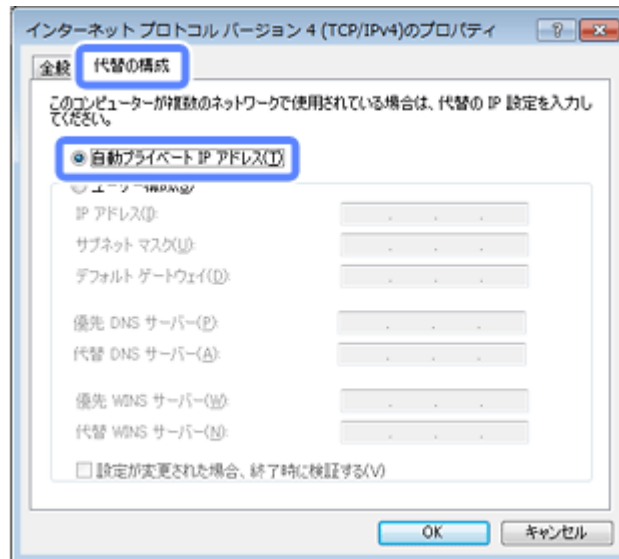 インターネット プロトコル バージョン 4 (TCP/IPv4)のプロパティ
全般
代替の構成
このコンピューターが複数のネットワークで使用されている場合は、代替の IP 設定を入力し
てください。
自動プライベート IP アドレス(T)
ユーザー構成(S)
IP アドレス(I):
サブネット マスク(U):
デフォルト ゲートウェイ(D):
優先 DNS サーバー(P):
代替 DNS サーバー(A):
優先 WINS サーバー(W):
代替 WINS サーバー(N):
設定が変更された場合、終了時に検証する(V)
OK
キャンセル